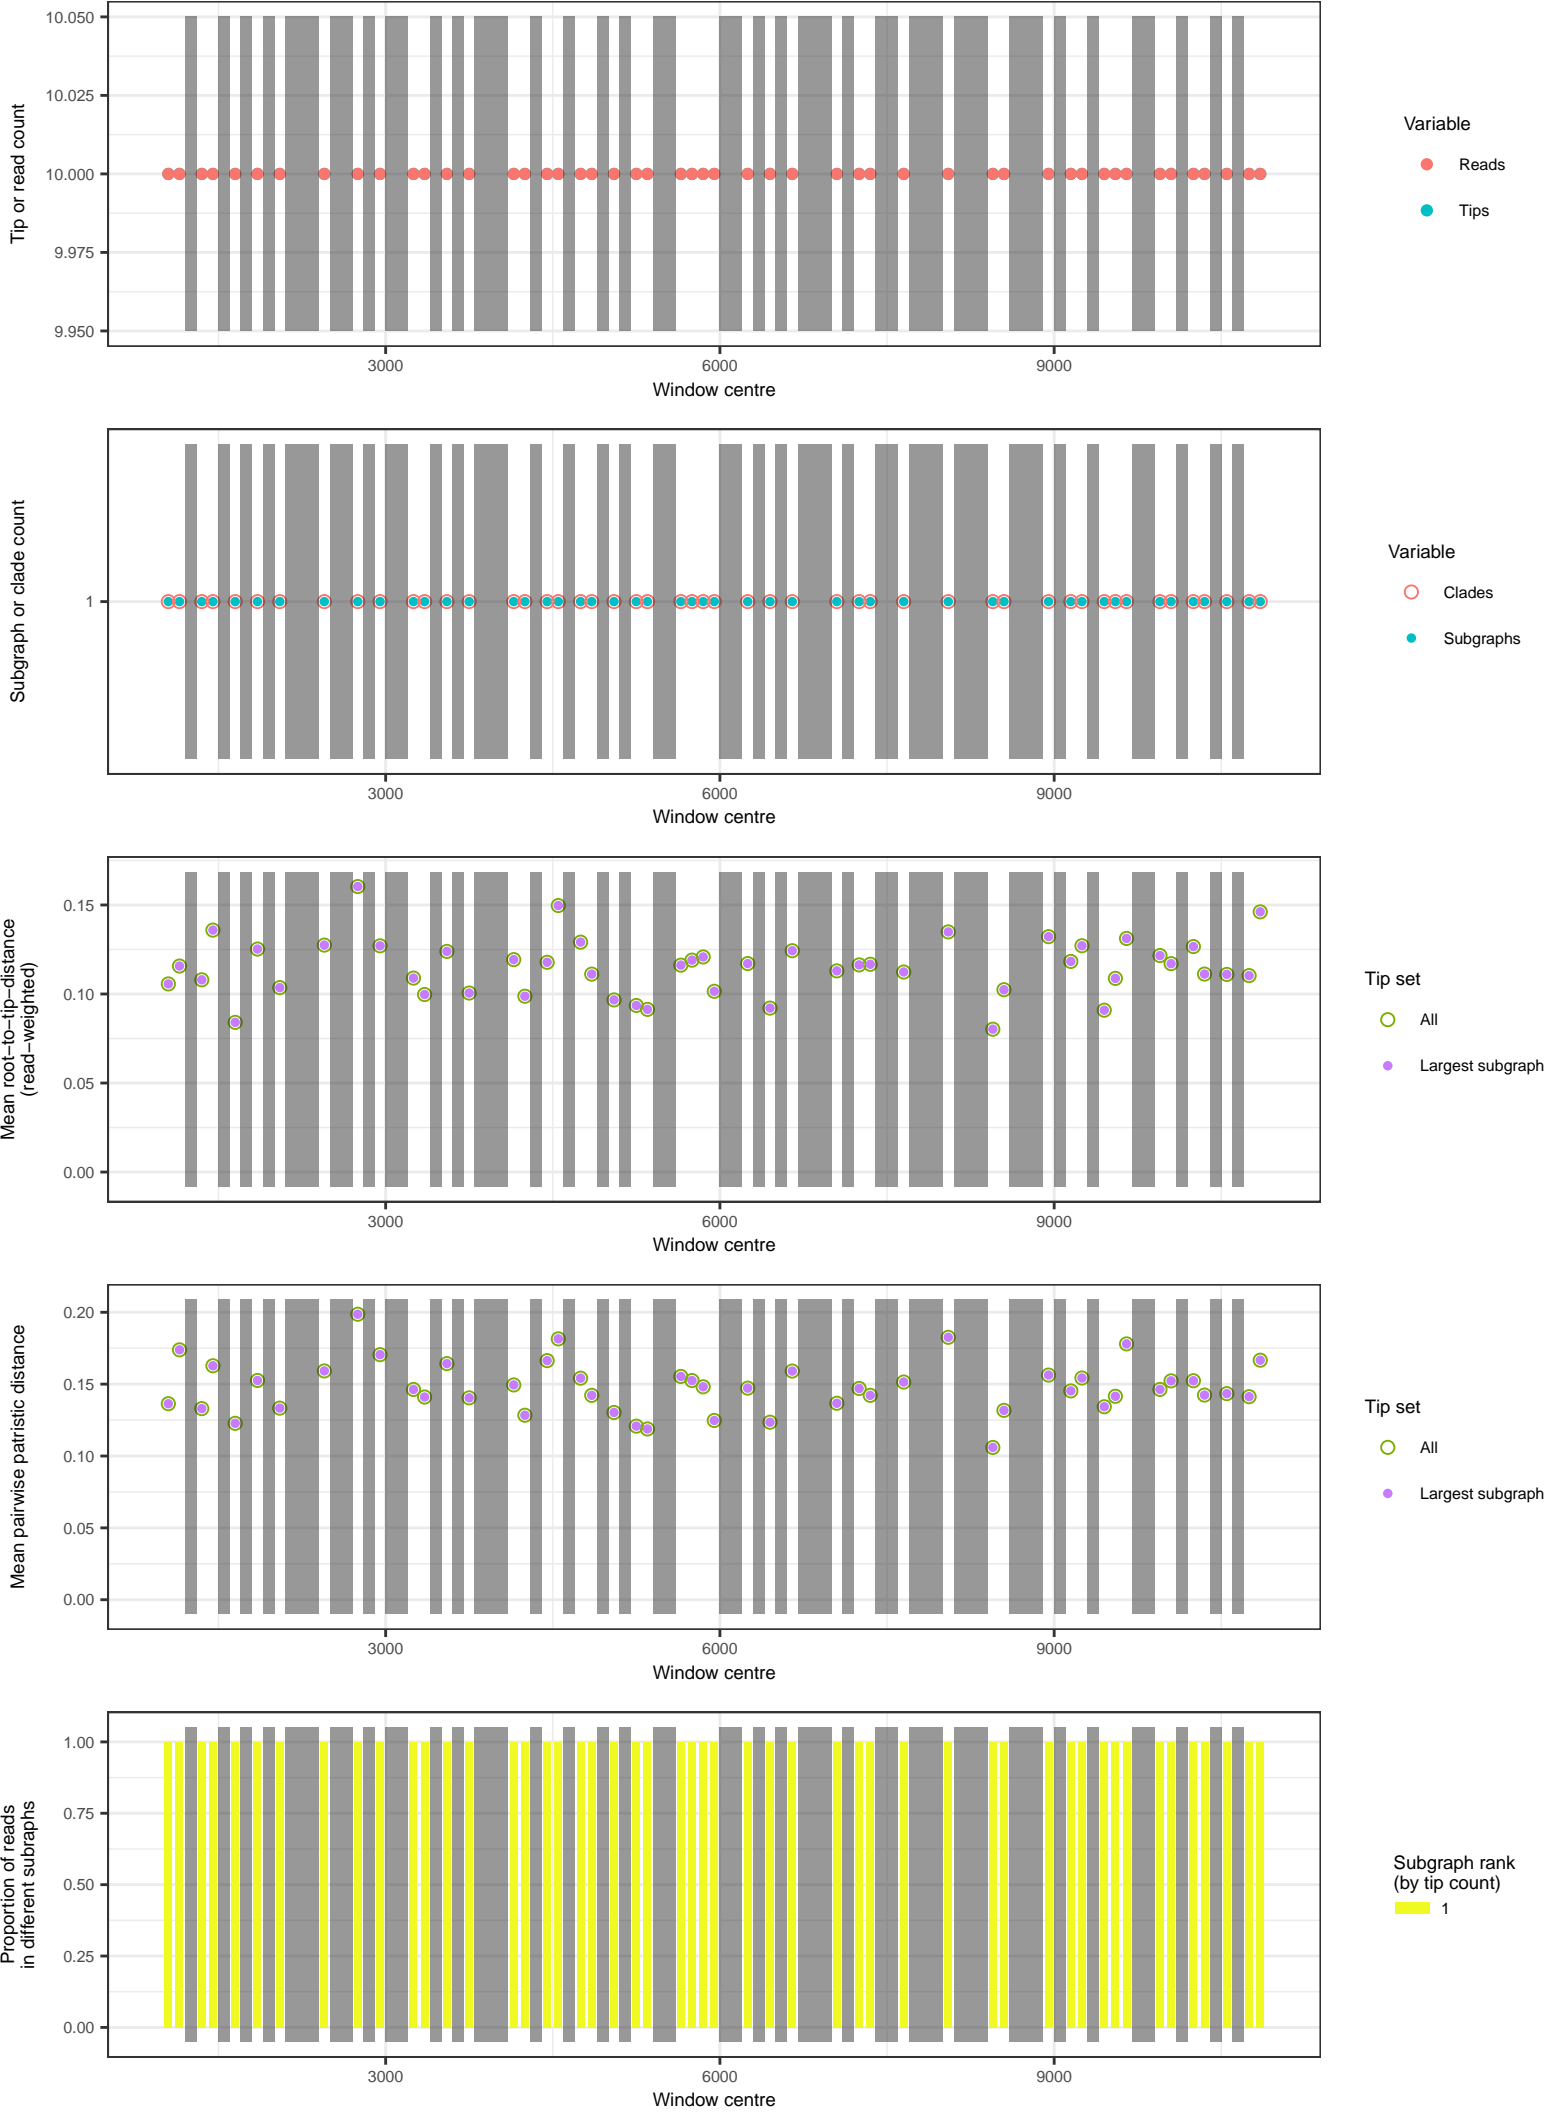 10.050
10.025
10.000
9.975
9.950
Tip or read count
3000
6000
9000
Window centre
Variable
Reads
Tips
1
Subgraph or clade count
3000
6000
9000
Window centre
Variable
Clades
Subgraphs
0.15
0.10
0.05
0.00
Mean root−to−tip−distance
(read−weighted)
3000
6000
9000
Window centre
Tip set
All
Largest subgraph
0.20
0.15
0.10
0.05
0.00
Mean pairwise patristic distance
3000
6000
9000
Window centre
Tip set
All
Largest subgraph
1.00
0.75
0.50
0.25
0.00
Proportion of reads
in different subraphs
3000
6000
9000
Window centre
Subgraph rank
(by tip count)
1